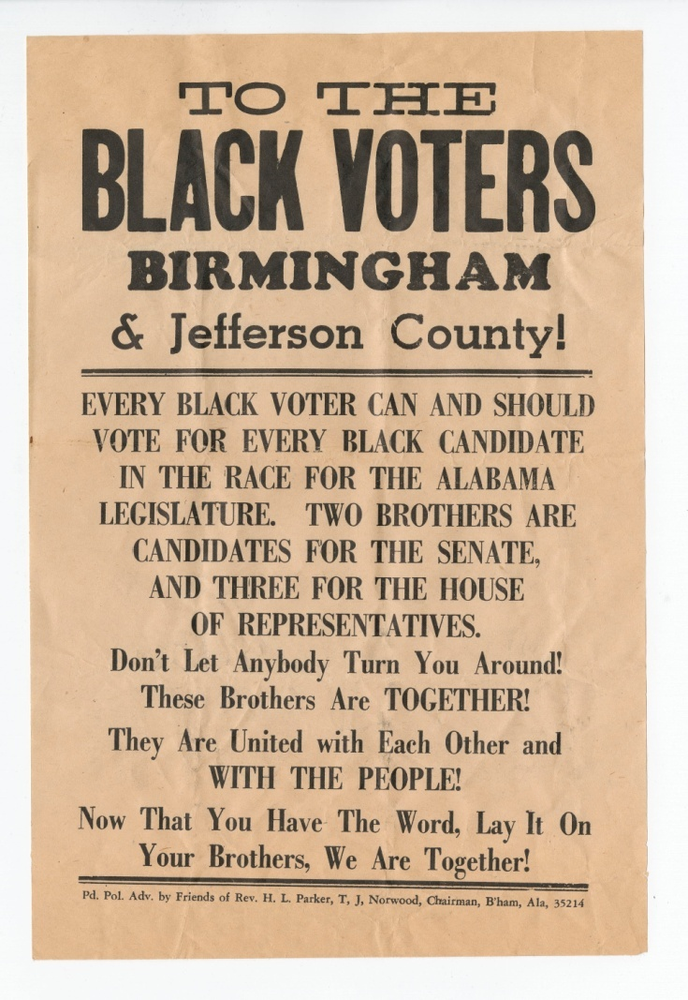 TO THE
BLACK VOTERS
BIRMINGHAM
& Jefferson County!
EVERY BLACK VOTER CAN AND SHOULD
VOTE FOR EVERY BLACK CANDIDATE
IN THE RACE FOR THE ALABAMA
LEGISLATURE. TWO BROTHERS ARE
CANDIDATES FOR THE SENATE,
AND THREE FOR THE HOUSE
OF REPRESENTATIVES.
Don't Let Anybody Turn You Around!
These Brothers Are TOGETHER!
They Are United with Each Other and
WITH THE PEOPLE!
Now That You Have The Word, Lay It On
Your Brothers, We Are Together!
Pd. Pol. Adv. by Friends of Rev. H. L. Parker, T, J, Norwood, Chairman, B'ham, Ala, 35214